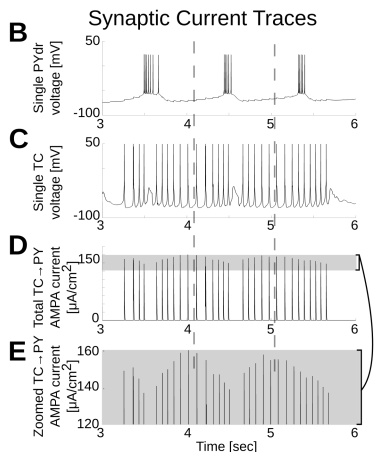 Synaptic Current Traces
B
Single PYdr
voltage [mV]
50
-100
3 4 5 6
C
Single TC
voltage [mV]
50
-100
3 4 5 6
D
Total TC→PY
AMPA current
[µA/cm²]
150
0
3 4 5 6
E
Zoomed TC→PY
AMPA current
[µA/cm²]
160
140
120
3 4 5 6
Time [sec]